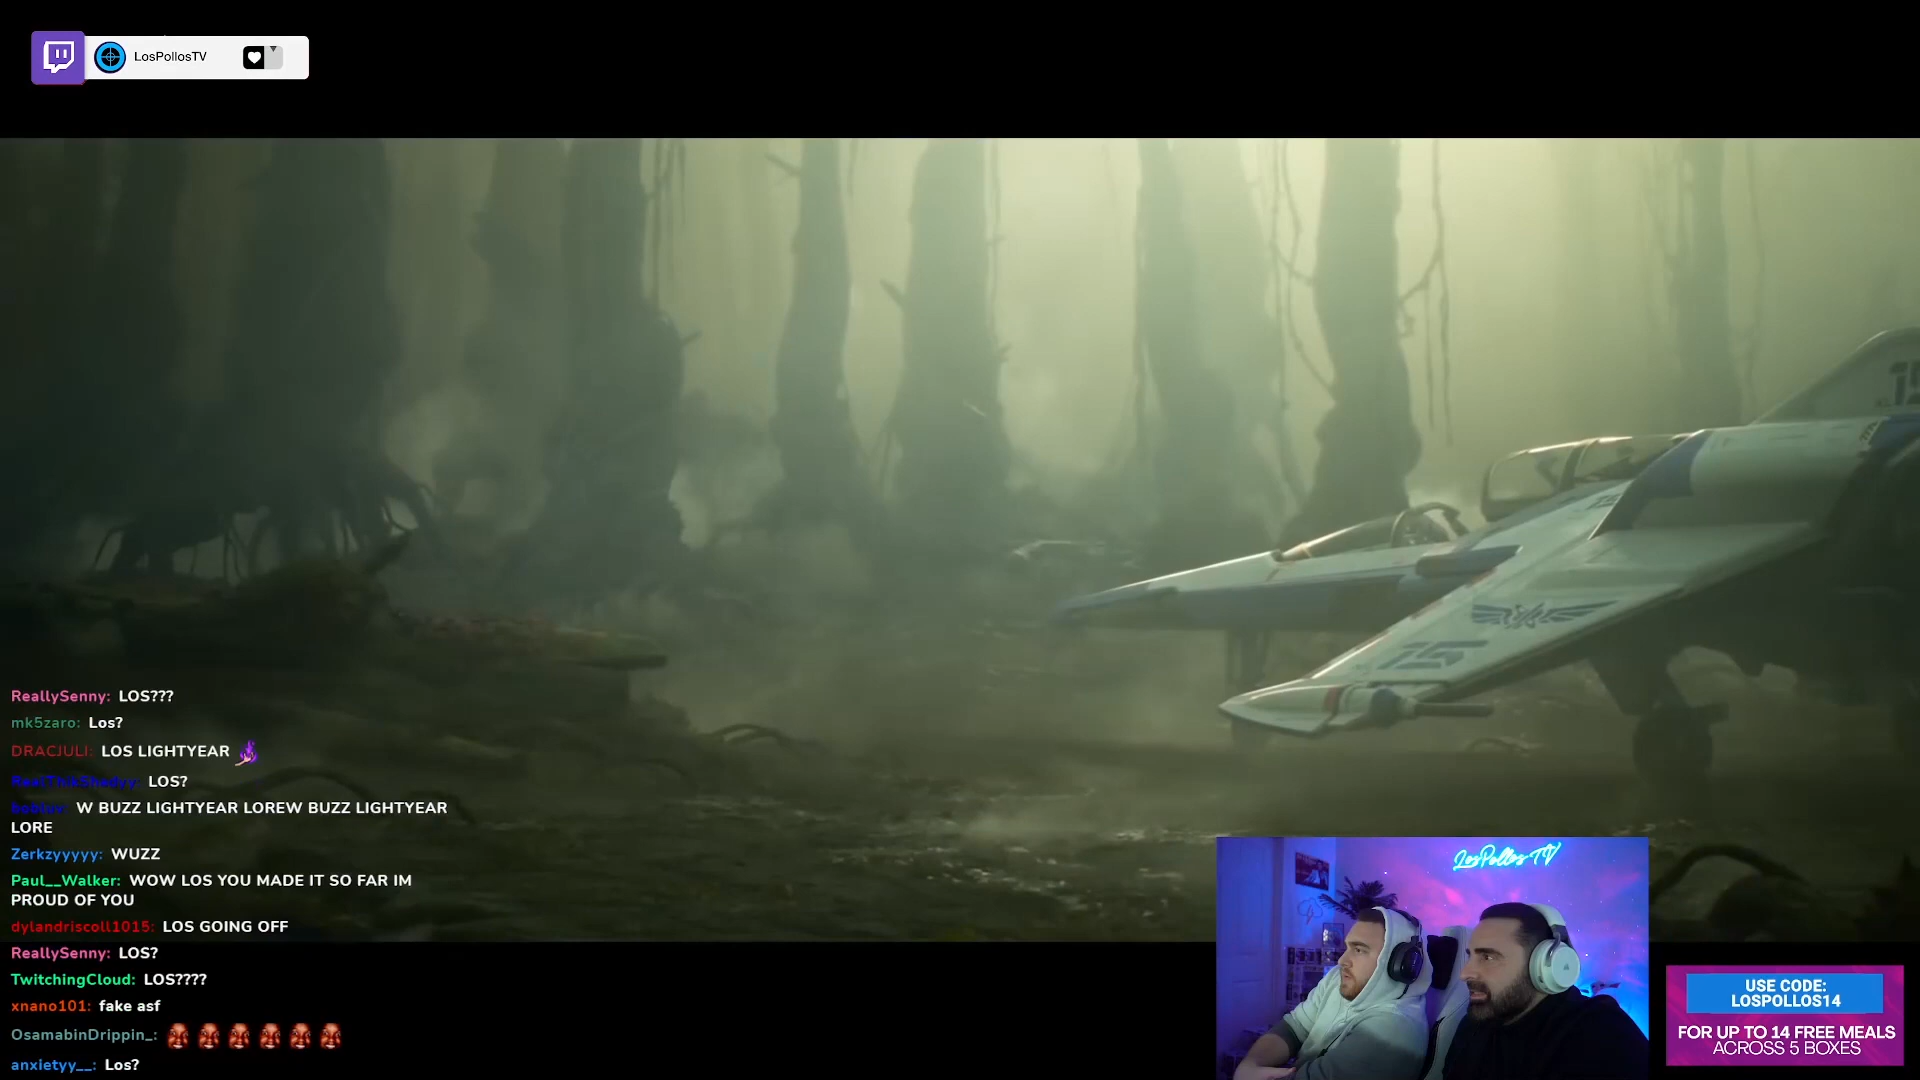 LosPollosTV
15
15
ReallySenny: LOS???
mk5zaro: Los?
DRACJULI: LOS LIGHTYEAR
LOS?
W BUZZ LIGHTYEAR LOREW BUZZ LIGHTYEAR
LORE
Zerkzyyyyy: WUZZ
Paul__Walker: WOW LOS YOU MADE IT SO FAR IM
PROUD OF YOU
dylandriscoll1015: LOS GOING OFF
ReallySenny: LOS?
TwitchingCloud: LOS????
xnano101: fake asf
OsamabinDrippin_:
anxietyy__: Los?
LosPollos TV
USE CODE:
LOSPOLLOS14
FOR UP TO 14 FREE MEALS
ACROSS 5 BOXES